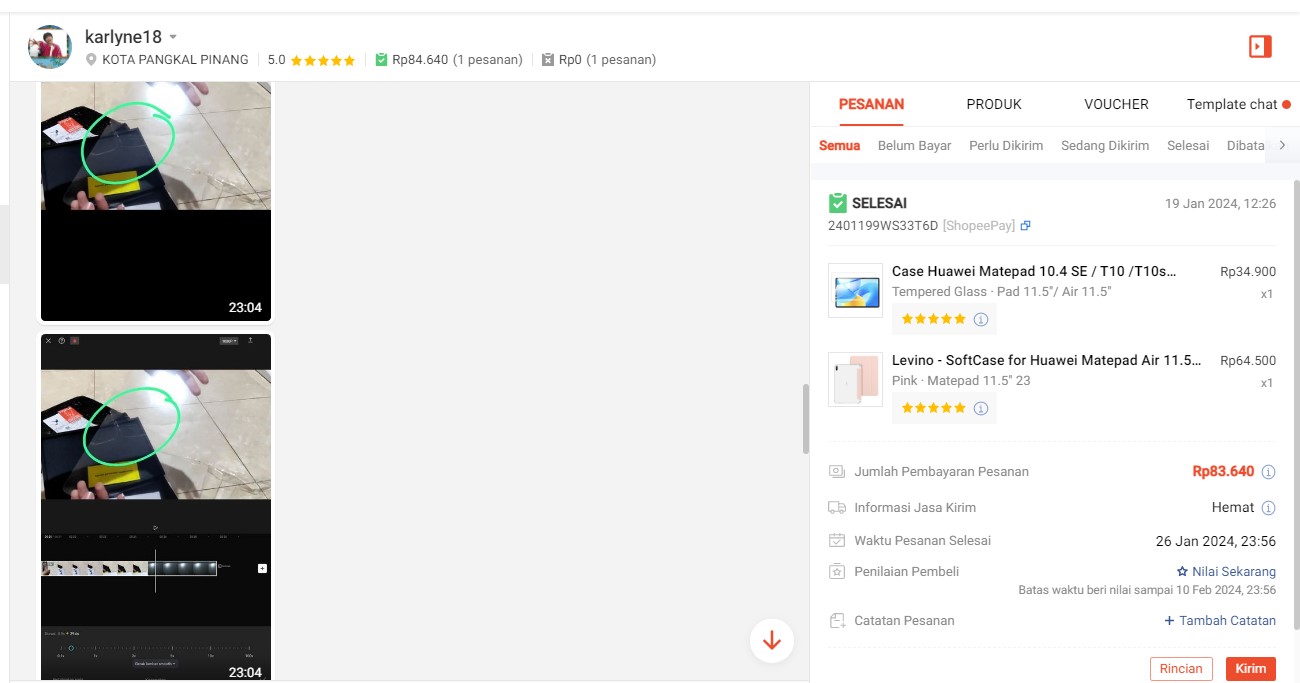 karlyne18
KOTA PANGKAL PINANG
5.0
Rp84.640 (1 pesanan)
Rp0 (1 pesanan)
23:04
23:04
PESANAN
PRODUK
VOUCHER
Template chat
Semua
Belum Bayar
Perlu Dikirim
Sedang Dikirim
Selesai
Dibata
SELESAI
19 Jan 2024, 12:26
2401199WS33T6D [ShopeePay]
Case Huawei Matepad 10.4 SE / T10 /T10s...
Rp34.900
Tempered Glass · Pad 11.5"/ Air 11.5"
x1
Levino - SoftCase for Huawei Matepad Air 11.5...
Rp64.500
Pink · Matepad 11.5" 23
x1
Jumlah Pembayaran Pesanan
Rp83.640
Informasi Jasa Kirim
Hemat
Waktu Pesanan Selesai
26 Jan 2024, 23:56
Penilaian Pembeli
Nilai Sekarang
Batas waktu beri nilai sampai 10 Feb 2024, 23:56
Catatan Pesanan
+ Tambah Catatan
Rincian
Kirim